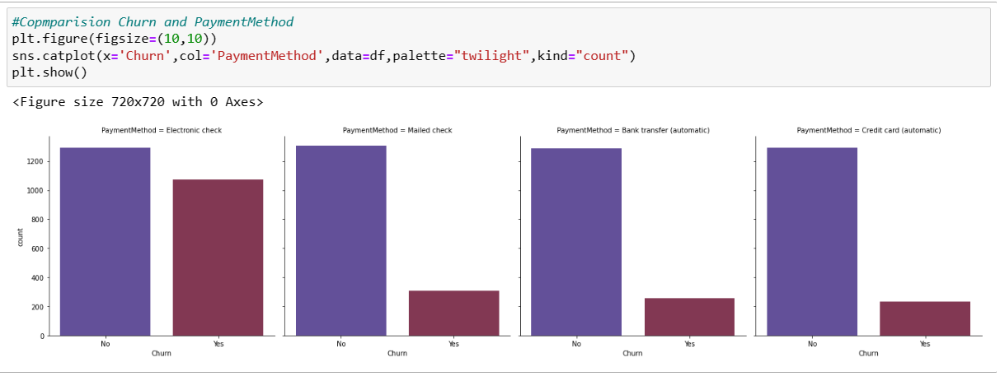 #Copmparision Churn and PaymentMethod
plt.figure(figsize=(10,10))
sns.catplot(x='Churn',col='PaymentMethod',data=df,palette="twilight",kind="count")
plt.show()
<Figure size 720x720 with 0 Axes>
PaymentMethod = Electronic check
PaymentMethod = Mailed check
PaymentMethod = Bank transfer (automatic)
PaymentMethod = Credit card (automatic)
1200
1000
800
600
400
200
0
count
No
Yes
No
Yes
No
Yes
No
Yes
Churn
Churn
Churn
Churn